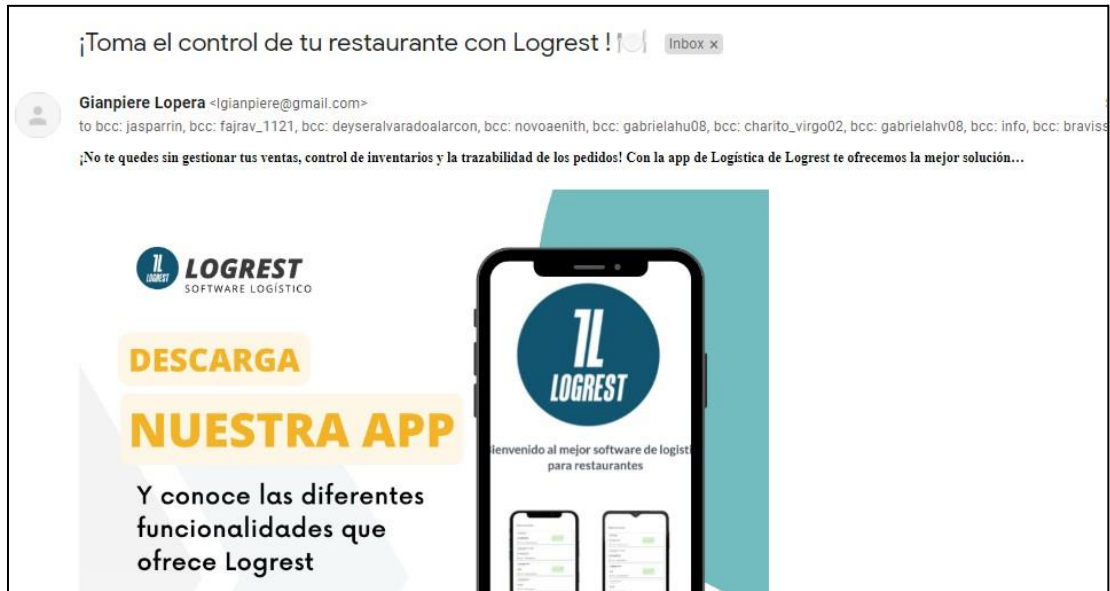 ¡Toma el control de tu restaurante con Logrest ! 🍽 Inbox x
Gianpiere Lopera <lgianpiere@gmail.com>
to bcc: jasparrin, bcc: fajrav_1121, bcc: deyseralvaradoalarcon, bcc: novoaenith, bcc: gabrielahu08, bcc: charito_virgo02, bcc: gabrielahv08, bcc: info, bcc: braviss
¡No te quedes sin gestionar tus ventas, control de inventarios y la trazabilidad de los pedidos! Con la app de Logística de Logrest te ofrecemos la mejor solución…
1L
LOGREST
LOGREST
SOFTWARE LOGÍSTICO
DESCARGA
NUESTRA APP
Y conoce las diferentes
funcionalidades que
ofrece Logrest
1L
LOGREST
ienvenido al mejor software de logisti
para restaurantes